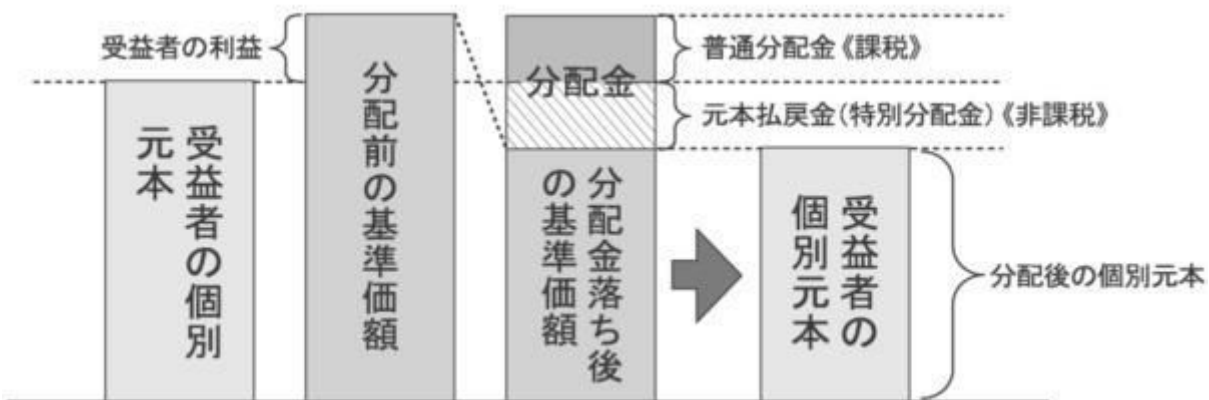 受益者の利益
受益者の個別
元本
分配前の基準価額
分配金
分配金落ち後
の基準価額
普通分配金《課税》
元本払戻金(特別分配金)《非課税》
受益者の
個別元本
分配後の個別元本